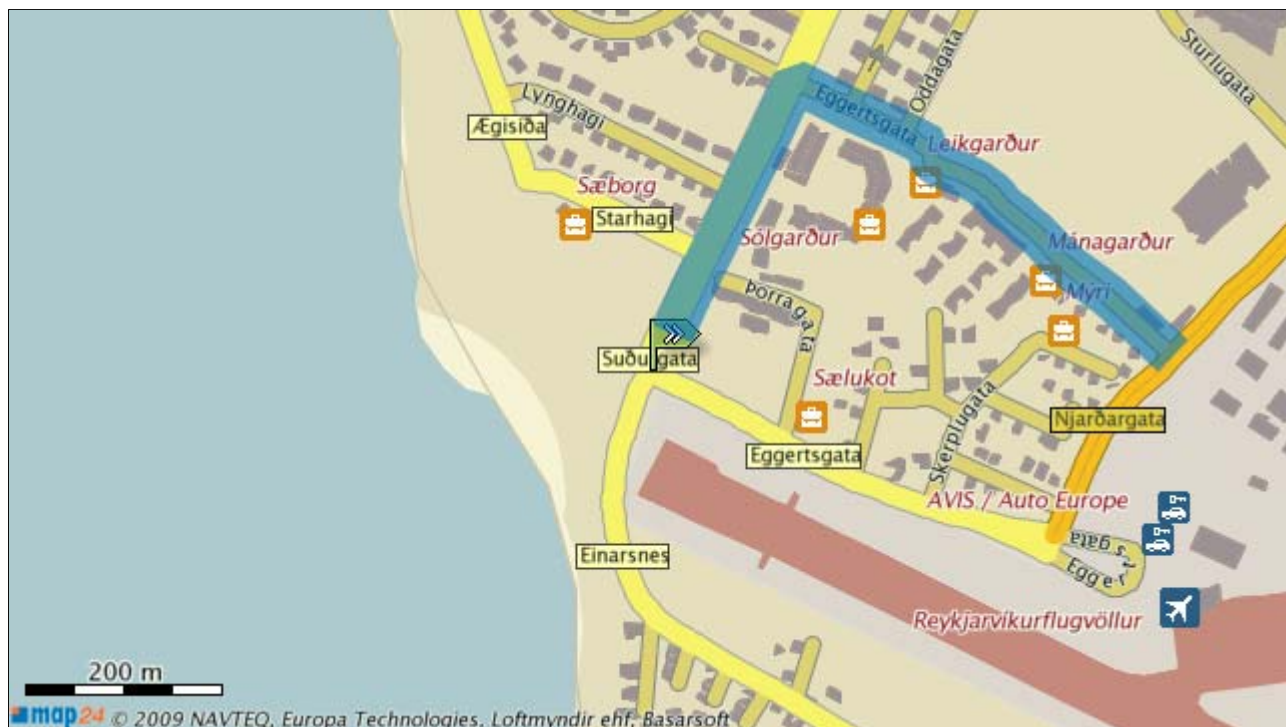 Sturlugata
Oddagata
Eggertsgata
Lynghagi
Ægisíða
Leikgarður
Sæborg
Starhagi
Sólgarður
Mánagarður
Mýri
Þorragata
Suðurgata
Sælukot
Njarðargata
Skerplugata
Eggertsgata
AVIS / Auto Europe
Einarsnes
Reykjarvíkurflugvöllur
200 m
map24 © 2009 NAVTEQ, Europa Technologies, Loftmyndir ehf, Basarsoft